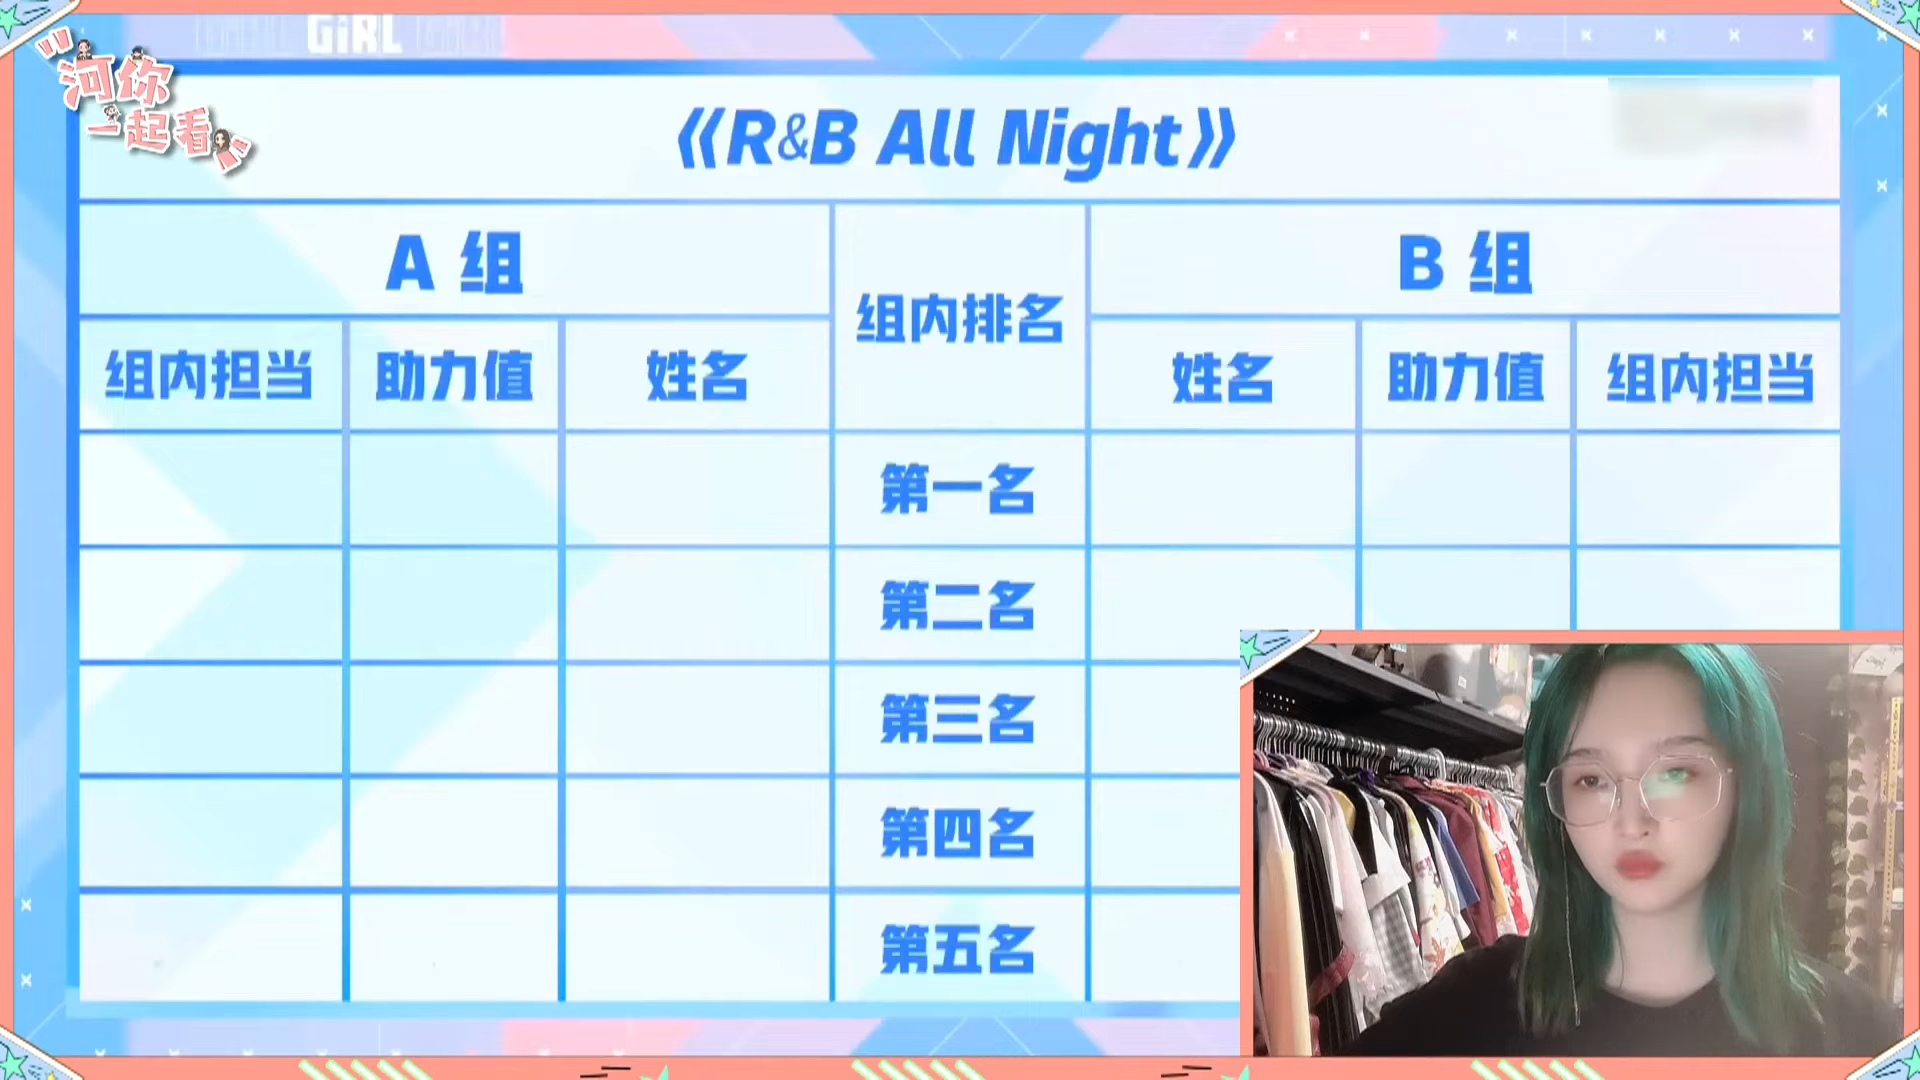 GiRL
河你
一起看
《R&B All Night》
A 组
组内排名
B 组
组内担当 助力值 姓名
姓名 助力值 组内担当
第一名
第二名
第三名
第四名
第五名